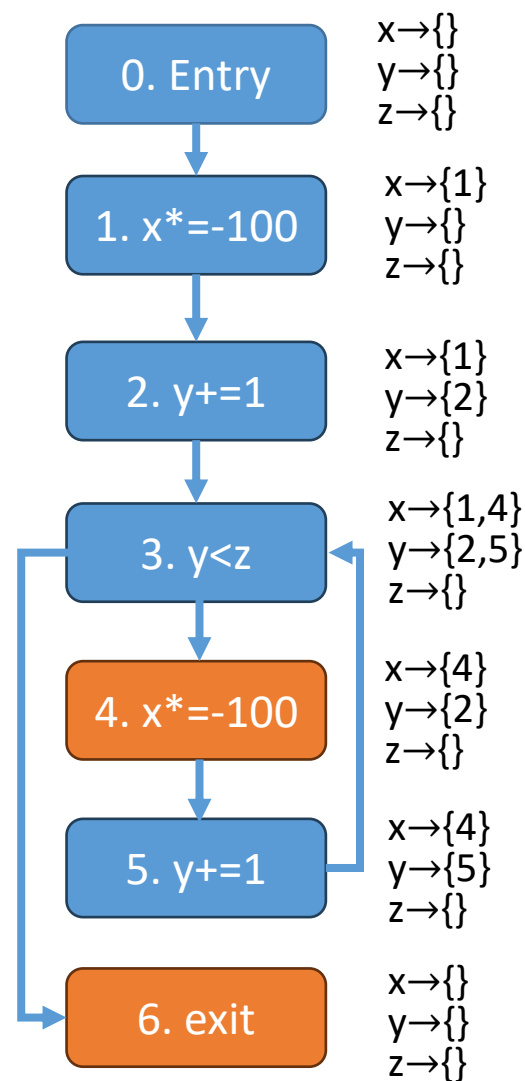 0. Entry
x→{}
y→{}
z→{}
1. x*=-100
x→{1}
y→{}
z→{}
2. y+=1
x→{1}
y→{2}
z→{}
3. y<z
x→{1,4}
y→{2,5}
z→{}
4. x*=-100
x→{4}
y→{2}
z→{}
5. y+=1
x→{4}
y→{5}
z→{}
6. exit
x→{}
y→{}
z→{}